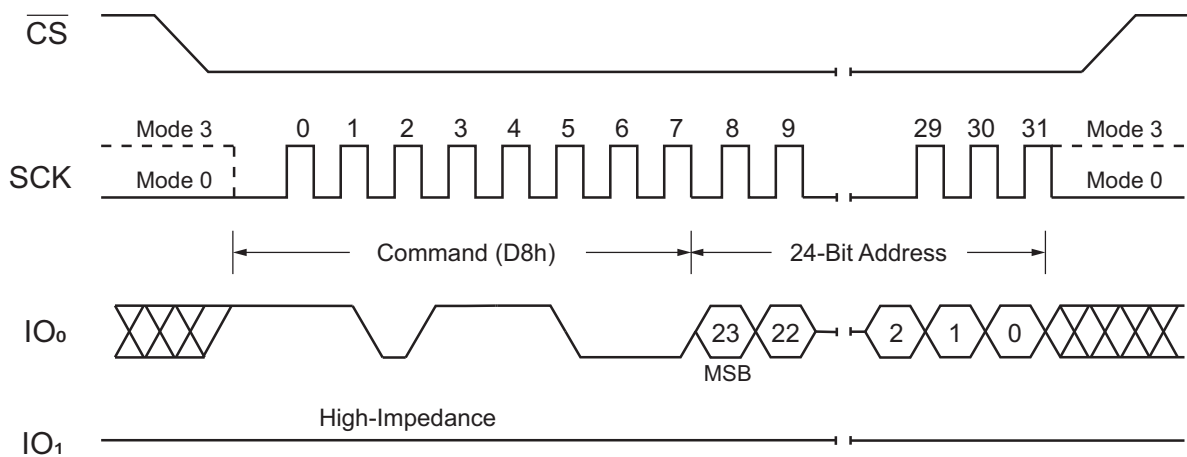 CS
Mode 3 0 1 2 3 4 5 6 7 8 9 29 30 31 Mode 3
SCK
Mode 0 Mode 0
Command (D8h) 24-Bit Address
IO₀ 23 22 2 1 0
MSB
High-Impedance
IO₁